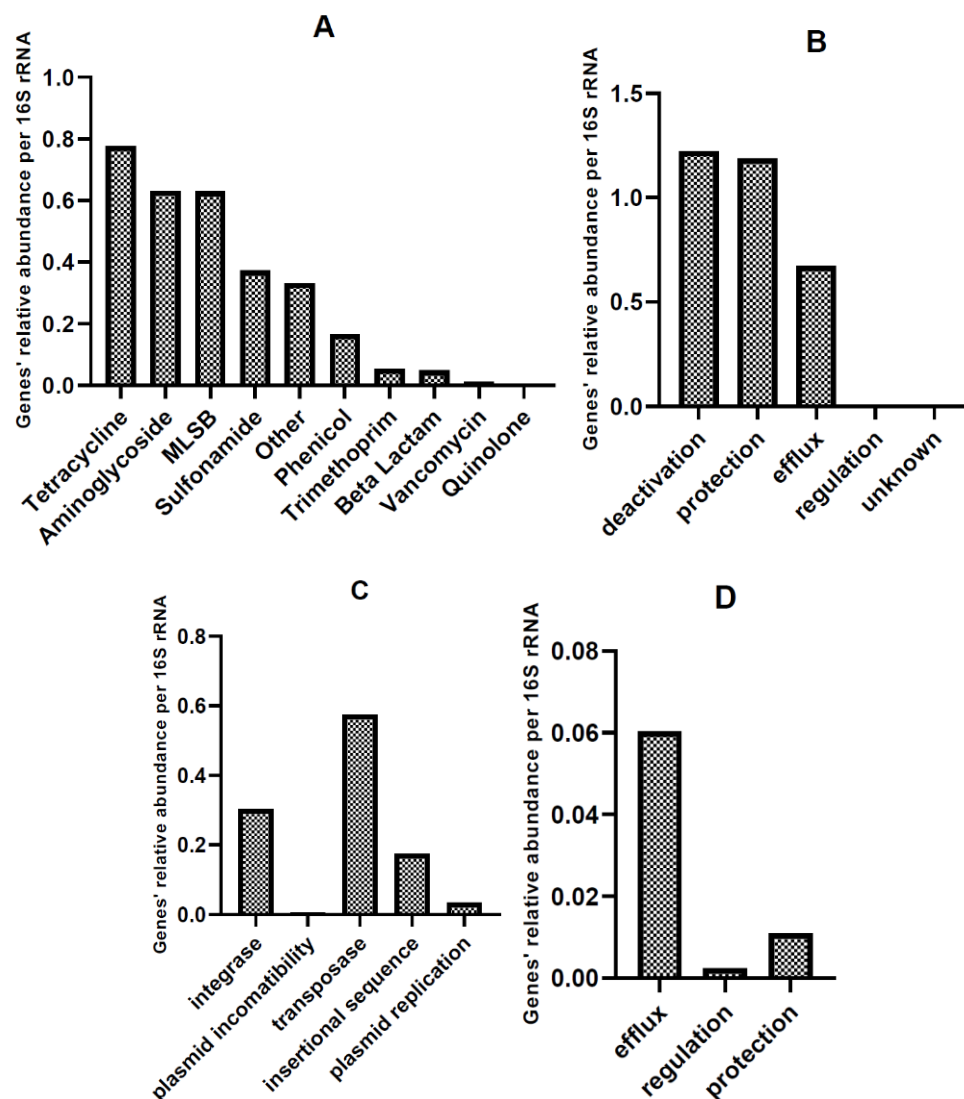 A
Genes' relative abundance per 16S rRNA
1.0
0.8
0.6
0.4
0.2
0.0
Tetracycline
Aminoglycoside
MLSB
Sulfonamide
Other
Phenicol
Trimethoprim
Beta Lactam
Vancomycin
Quinolone
B
Genes' relative abundance per 16S rRNA
1.5
1.0
0.5
0.0
deactivation
protection
efflux
regulation
unknown
C
Genes' relative abundance per 16S rRNA
0.8
0.6
0.4
0.2
0.0
integrase
plasmid incomatibility
transposase
insertional sequence
plasmid replication
D
Genes' relative abundance per 16S rRNA
0.08
0.06
0.04
0.02
0.00
efflux
regulation
protection